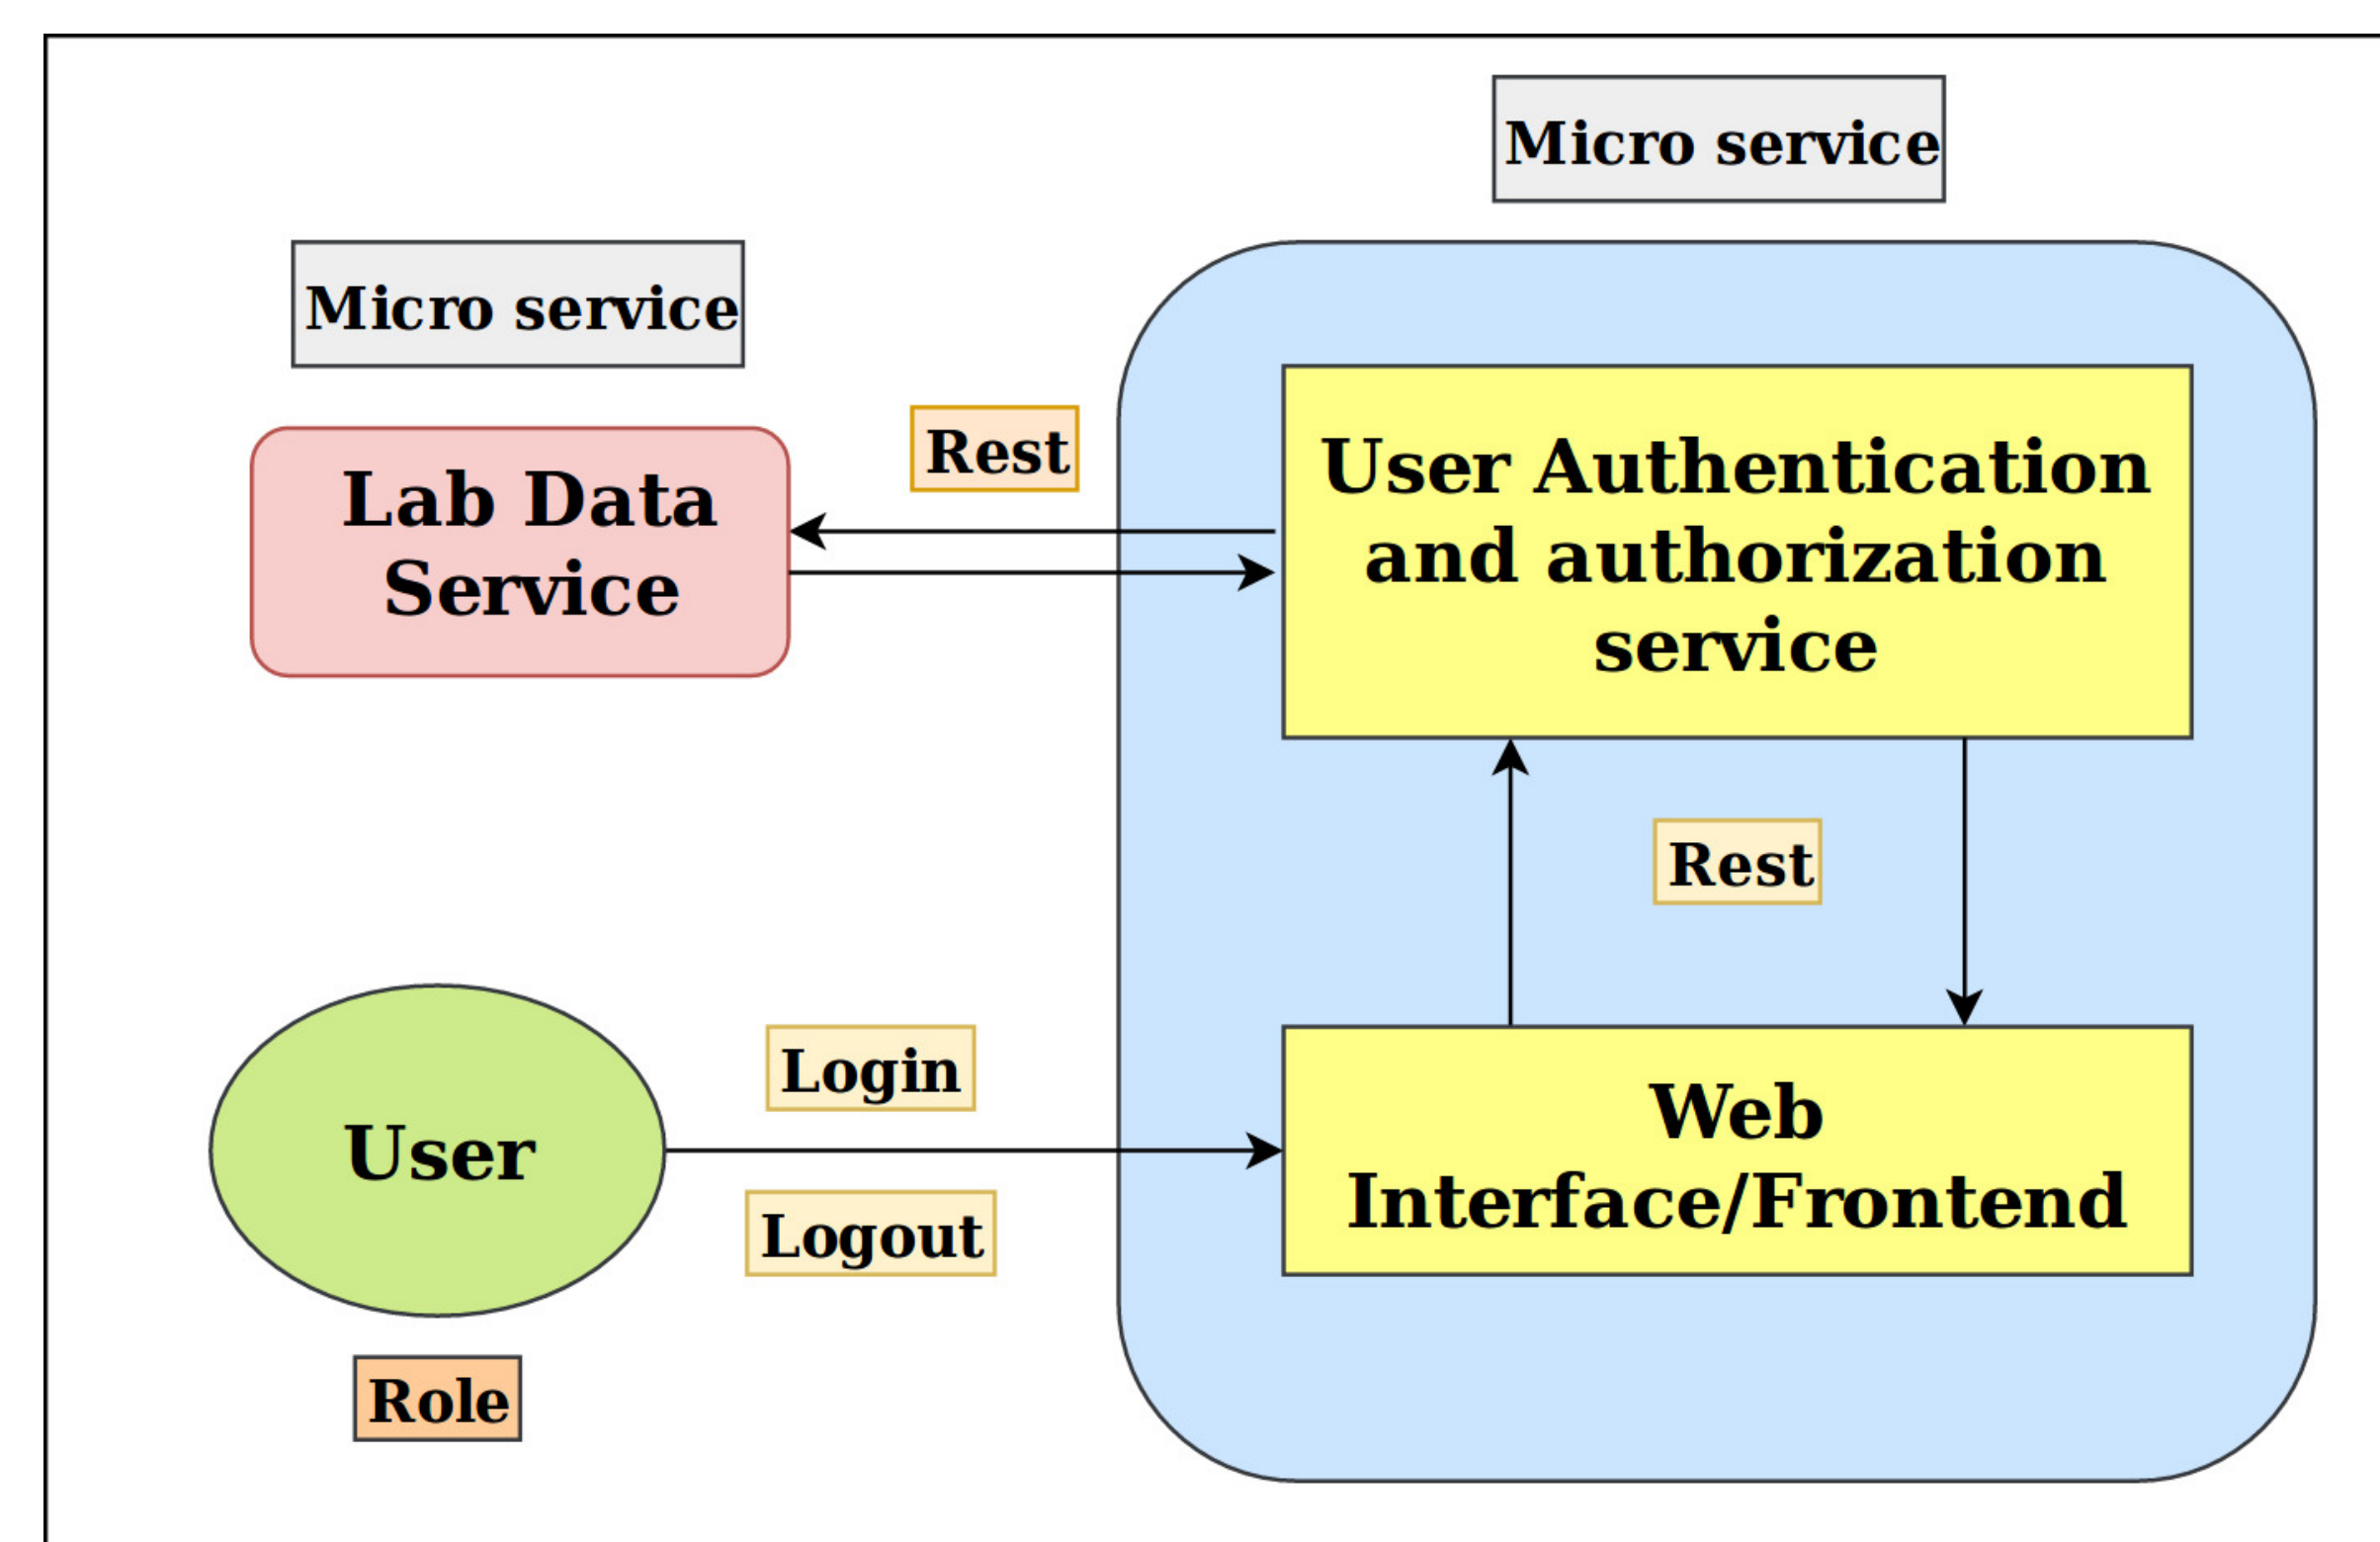 Micro service
Micro service
Rest
Lab Data
Service
User Authentication
and authorization
service
Rest
User
Login
Logout
Web
Interface/Frontend
Role